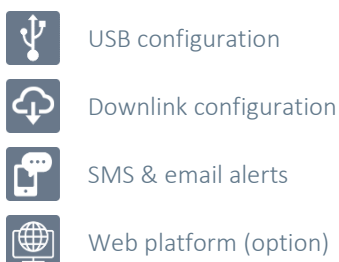 USB configuration
Downlink configuration
SMS & email alerts
Web platform (option)